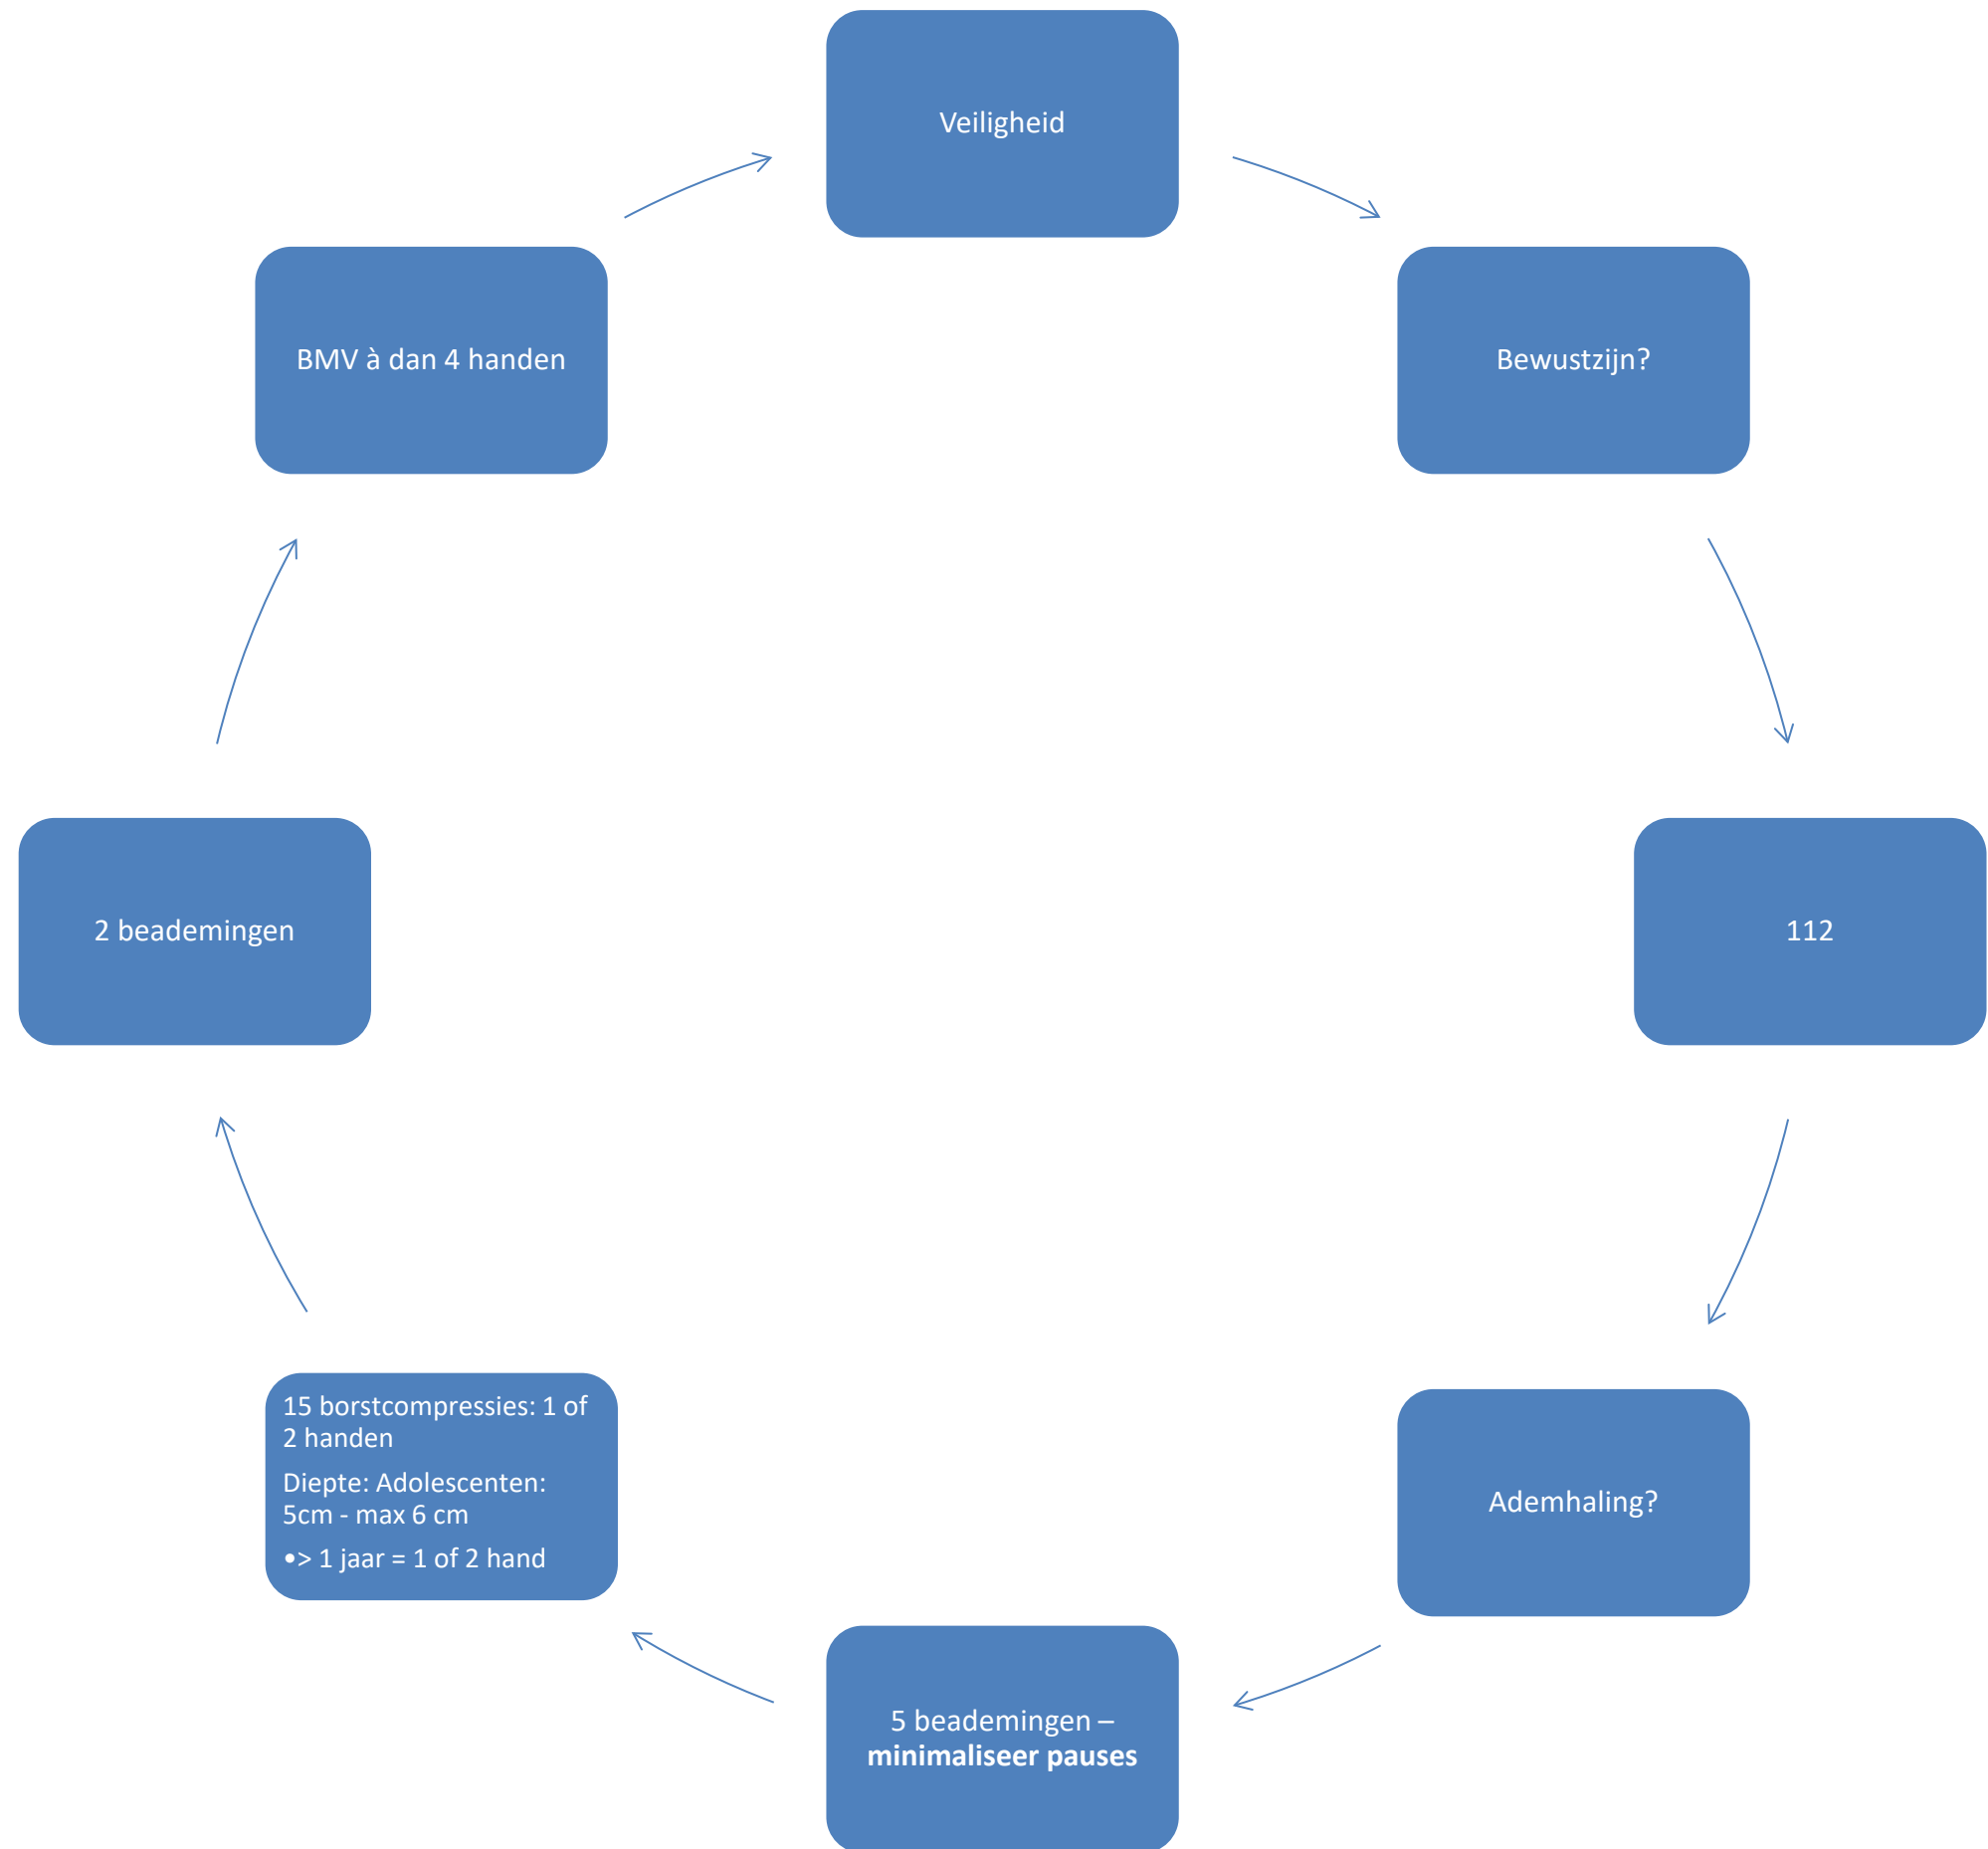 Veiligheid
Bewustzijn?
112
Ademhaling?
5 beademingen –
minimaliseer pauses
15 borstcompressies: 1 of
2 handen
Diepte: Adolescenten:
5cm - max 6 cm
•> 1 jaar = 1 of 2 hand
2 beademingen
BMV à dan 4 handen